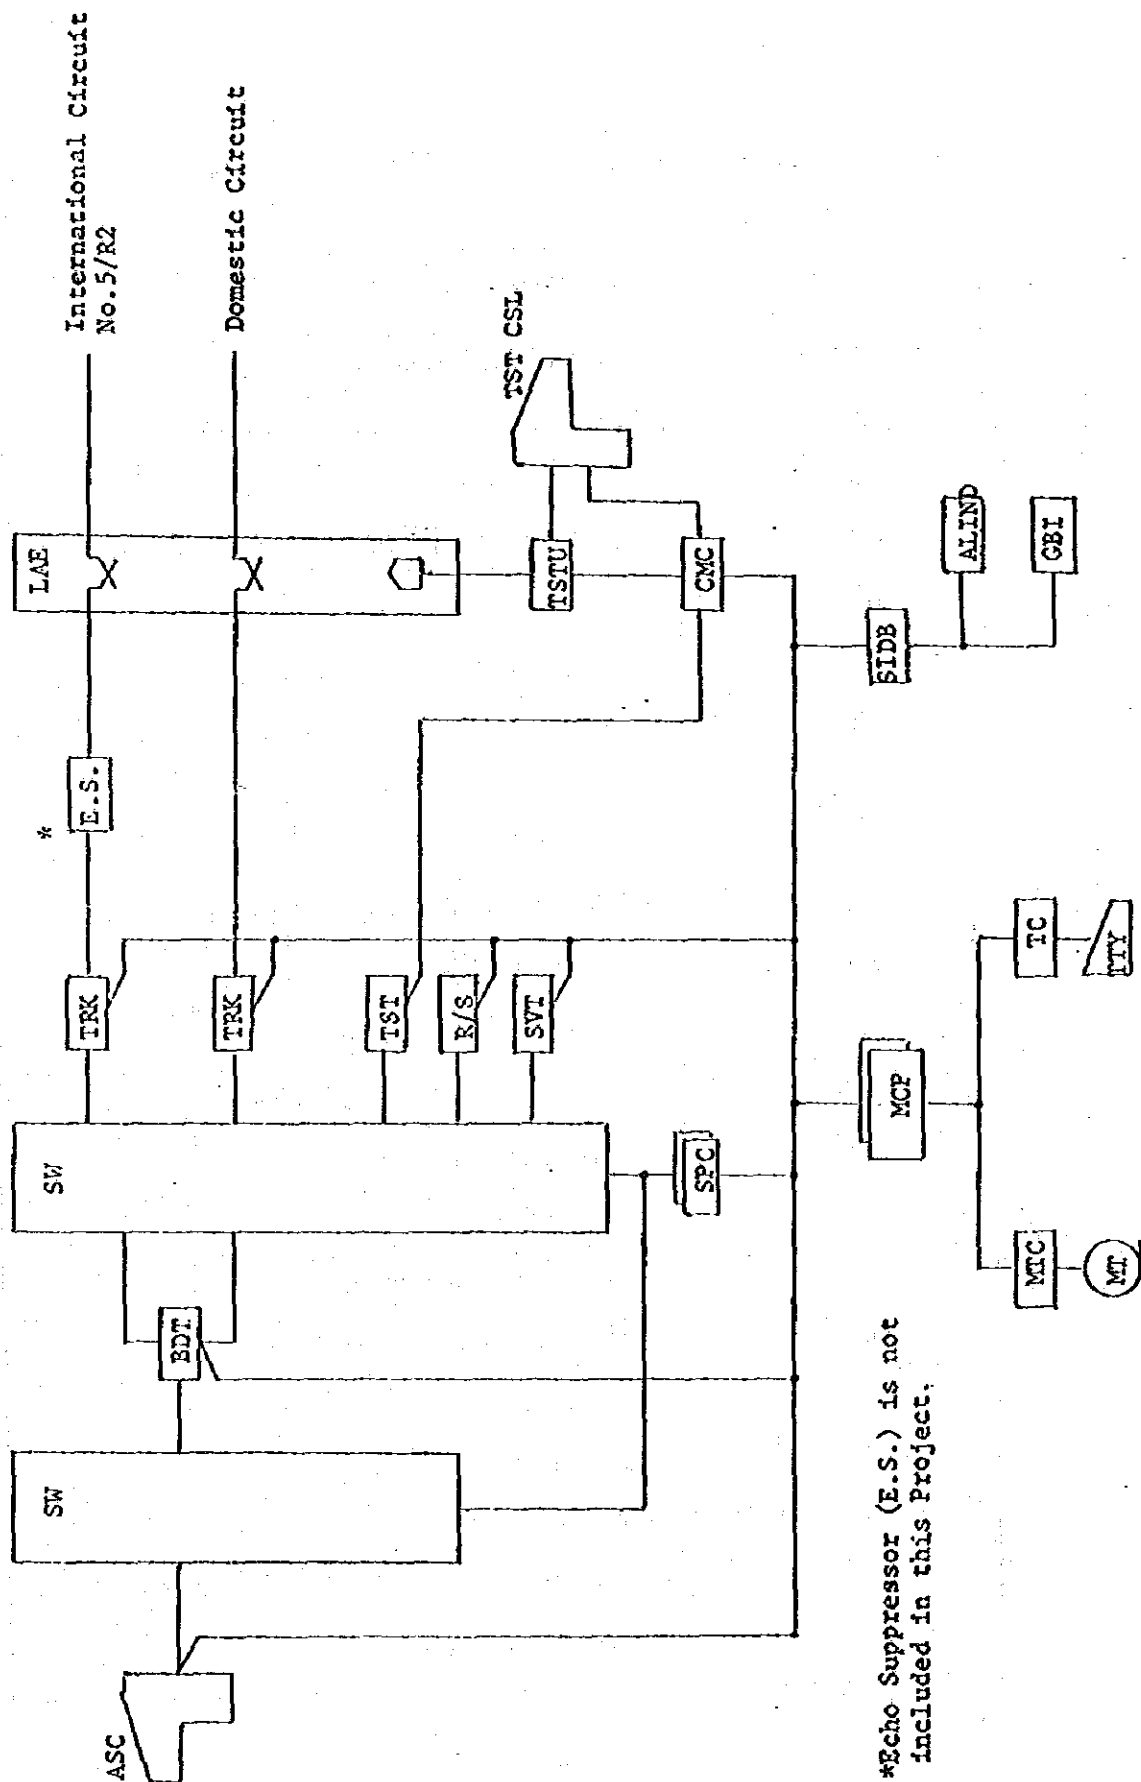 International Circuit
No.5/R2
Domestic Circuit
LAE
*
E.S.
TRK
TRK
TST
R/S
SVT
SW
BDT
SW
ASC
TST CSL
TSTU
CMC
SPC
SIDB
ALIND
GBI
MCP
TC
TTY
MTC
MT
*Echo Suppressor (E.S.) is not
included in this Project.